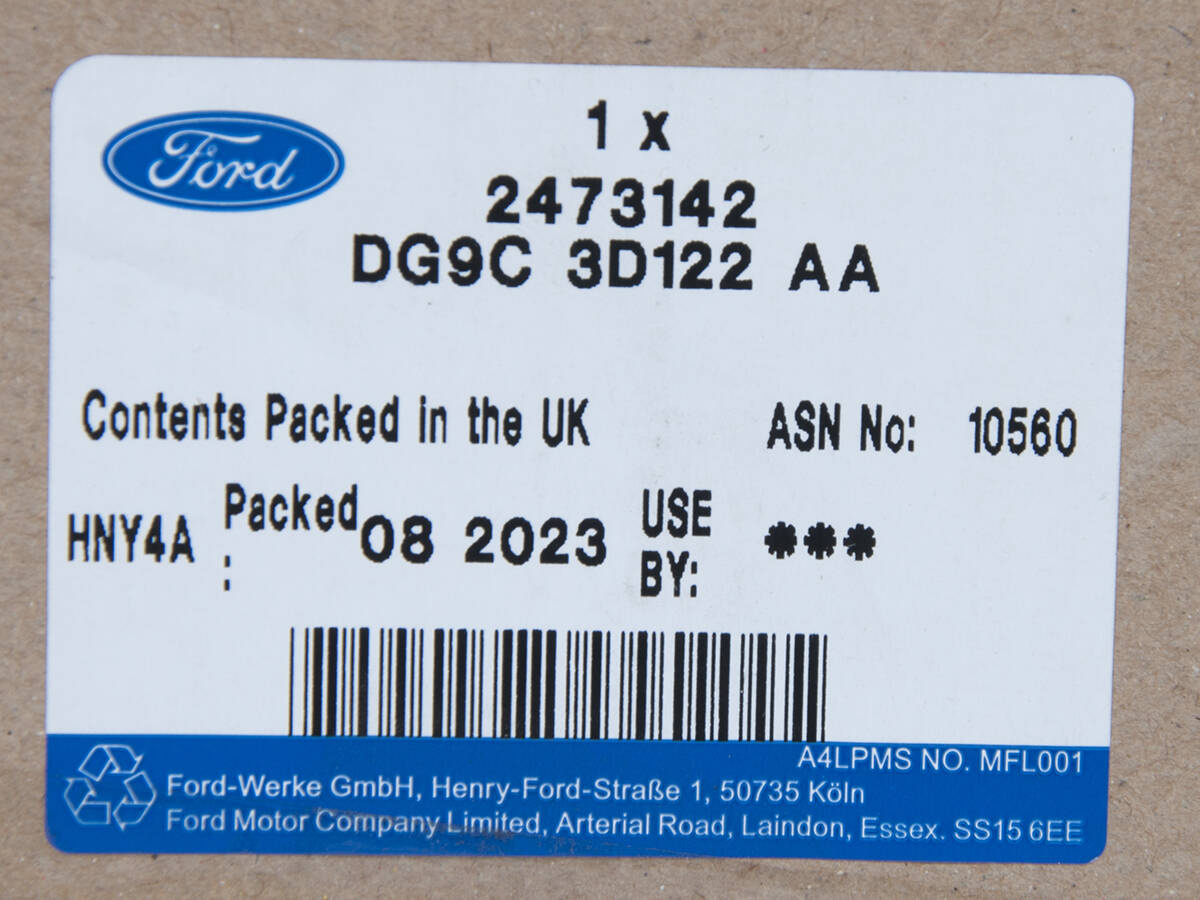 Ford
1 x
2473142
DG9C 3D122 AA
Contents Packed in the UK ASN No: 10560
HNY4A Packed : 08 2023 USE BY: ***
A4LPMS NO. MFL001
Ford-Werke GmbH, Henry-Ford-Straße 1, 50735 Köln
Ford Motor Company Limited, Arterial Road, Laindon, Essex. SS15 6EE